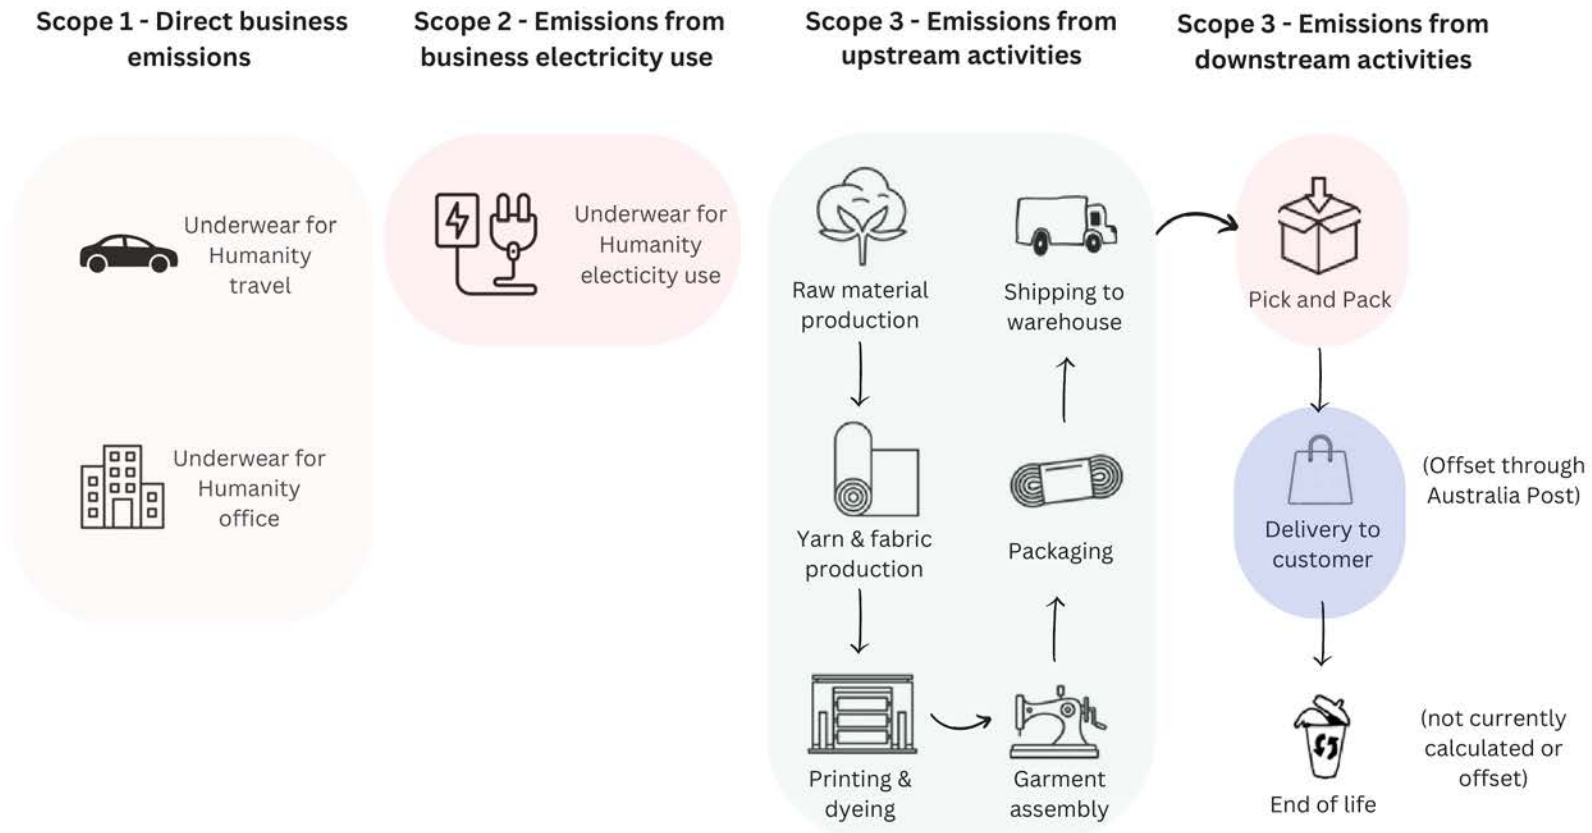 Scope 1 - Direct business
emissions
Underwear for
Humanity
travel
Underwear for
Humanity
office
Scope 2 - Emissions from
business electricity use
Underwear for
Humanity
electicity use
Scope 3 - Emissions from
upstream activities
Raw material
production
Yarn & fabric
production
Printing &
dyeing
Garment
assembly
Packaging
Shipping to
warehouse
Scope 3 - Emissions from
downstream activities
Pick and Pack
Delivery to
customer
(Offset through
Australia Post)
End of life
(not currently
calculated or
offset)